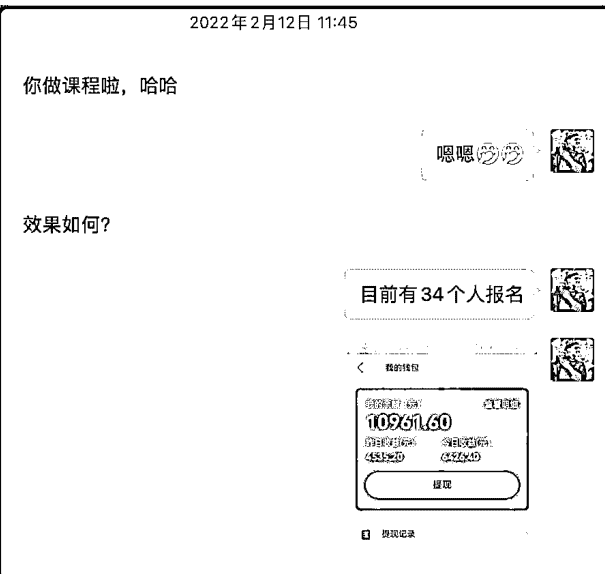 2022年2月12日 11:45
你做课程啦，哈哈
嗯嗯
效果如何?
目前有34个人报名
我的钱包
10961.60
提现
提现记录